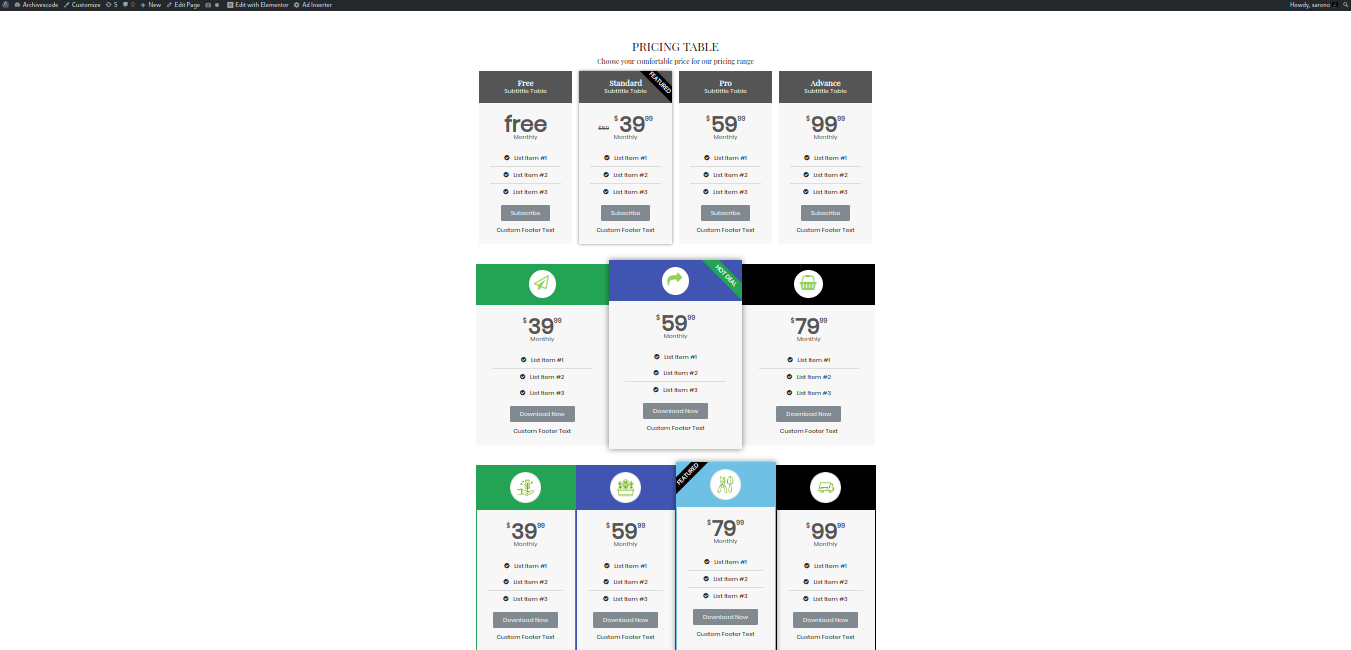 Archivescode Customize 5 0 New Edit Page Edit with Elementor Ad Inserter Howdy, sarono
PRICING TABLE
Choose your comfortable price for our pricing range
Free
Subtittle Table
free
Monthly
List Item #1
List Item #2
List Item #3
Subscribe
Custom Footer Text
FEATURED
Standard
Subtittle Table
$59 $39.99
Monthly
List Item #1
List Item #2
List Item #3
Subscribe
Custom Footer Text
Pro
Subtittle Table
$59.99
Monthly
List Item #1
List Item #2
List Item #3
Subscribe
Custom Footer Text
Advance
Subtittle Table
$99.99
Monthly
List Item #1
List Item #2
List Item #3
Subscribe
Custom Footer Text
$39.99
Monthly
List Item #1
List Item #2
List Item #3
Download Now
Custom Footer Text
HOT DEAL
$59.99
Monthly
List Item #1
List Item #2
List Item #3
Download Now
Custom Footer Text
$79.99
Monthly
List Item #1
List Item #2
List Item #3
Download Now
Custom Footer Text
$39.99
Monthly
List Item #1
List Item #2
List Item #3
Download Now
Custom Footer Text
$59.99
Monthly
List Item #1
List Item #2
List Item #3
Download Now
Custom Footer Text
FEATURED
$79.99
Monthly
List Item #1
List Item #2
List Item #3
Download Now
Custom Footer Text
$99.99
Monthly
List Item #1
List Item #2
List Item #3
Download Now
Custom Footer Text